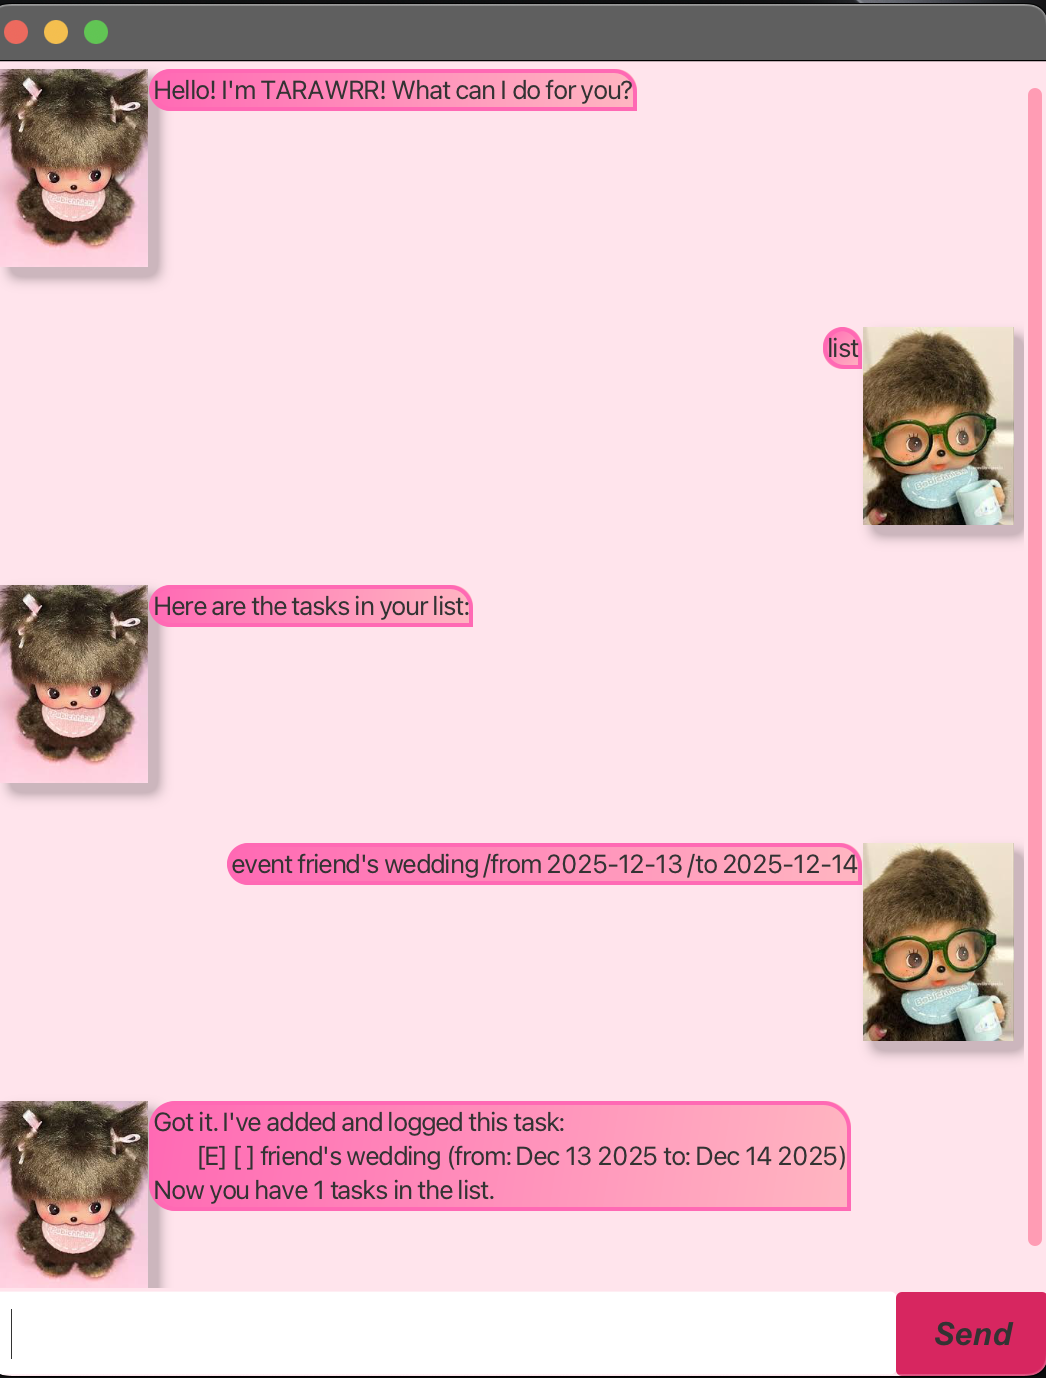 Hello! I'm TARAWRR! What can I do for you?
list
Here are the tasks in your list:
event friend's wedding /from 2025-12-13 /to 2025-12-14
Got it. I've added and logged this task:
[E] [ ] friend's wedding (from: Dec 13 2025 to: Dec 14 2025)
Now you have 1 tasks in the list.
Send